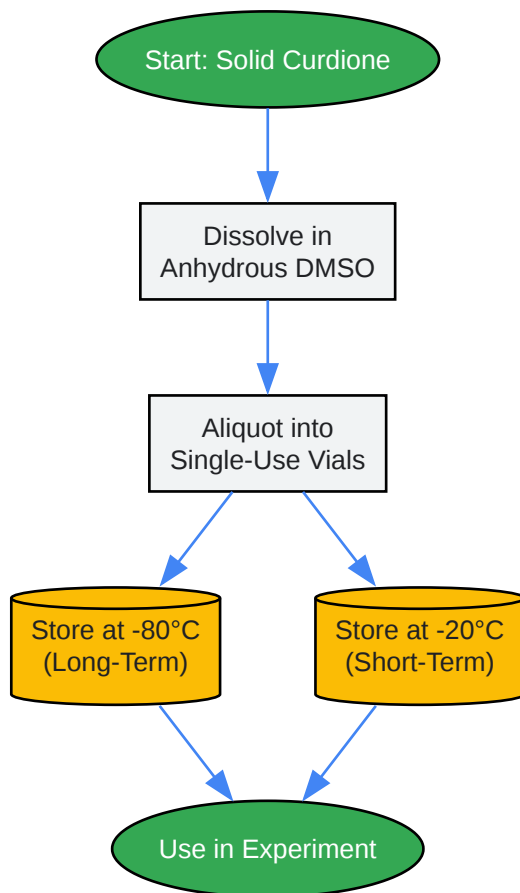 Start: Solid Curdione
Dissolve in
Anhydrous DMSO
Aliquot into
Single-Use Vials
Store at -80°C
(Long-Term)
Store at -20°C
(Short-Term)
Use in Experiment